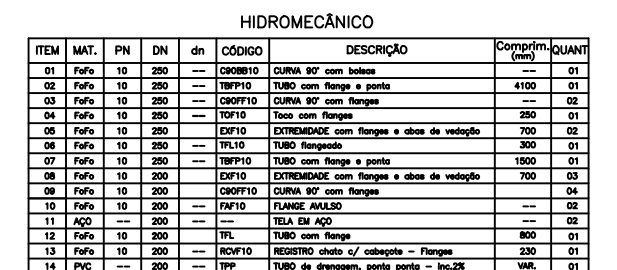 HIDROMECÂNICO
ITEM MAT. PN DN dn CÓDIGO DESCRIÇÃO Comprim. (mm) QUANT
01 FoFo 10 250 -- C90BB10 CURVA 90° com bolsas -- 01
02 FoFo 10 250 -- TBFP10 TUBO com flange e ponta 4100 01
03 FoFo 10 250 -- C90FF10 CURVA 90° com flanges -- 02
04 FoFo 10 250 -- TOF10 Toco com flanges 250 01
05 FoFo 10 250 EXF10 EXTREMIDADE com flanges e abas de vedação 700 02
06 FoFo 10 250 -- TFL10 TUBO flangeado 300 01
07 FoFo 10 250 -- TBFP10 TUBO com flange e ponta 1500 01
08 FoFo 10 200 EXF10 EXTREMIDADE com flanges e abas de vedação 700 03
09 FoFo 10 200 C90FF10 CURVA 90° com flanges 04
10 FoFo 10 200 -- FAF10 FLANGE AVULSO -- 02
11 AÇO -- 200 -- -- TELA EM AÇO -- 02
12 FoFo 10 200 -- TFL TUBO com flange 800 01
13 FoFo 10 200 -- RCVF10 REGISTRO chato c/ cabeçote - Flanges 230 01
14 PVC -- 200 -- TPP TUBO de drenagem, ponta ponta - inc.2% VAR. 01